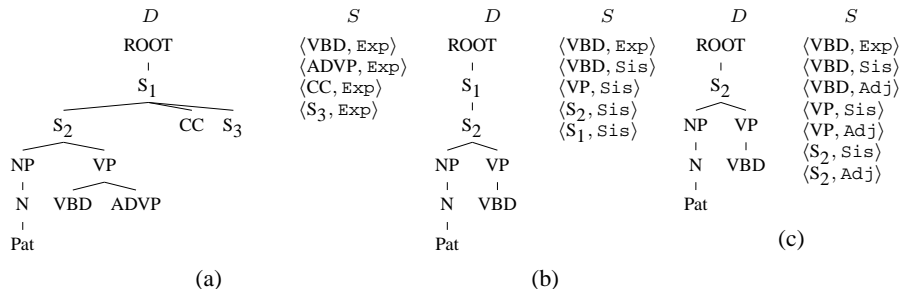 D S D S D S
ROOT ⟨VBD, Exp⟩ ROOT ⟨VBD, Exp⟩ ROOT ⟨VBD, Exp⟩
⟨ADVP, Exp⟩ ⟨VBD, Sis⟩ ⟨VBD, Sis⟩
S1 ⟨CC, Exp⟩ S1 ⟨VP, Sis⟩ S2 ⟨VBD, Adj⟩
⟨S3, Exp⟩ ⟨S2, Sis⟩ ⟨VP, Sis⟩
S2 CC S3 S2 ⟨S1, Sis⟩ NP VP ⟨VP, Adj⟩
⟨S2, Sis⟩
NP VP NP VP N VBD ⟨S2, Adj⟩
N VBD ADVP N VBD Pat
Pat Pat
(c)
(a) (b)